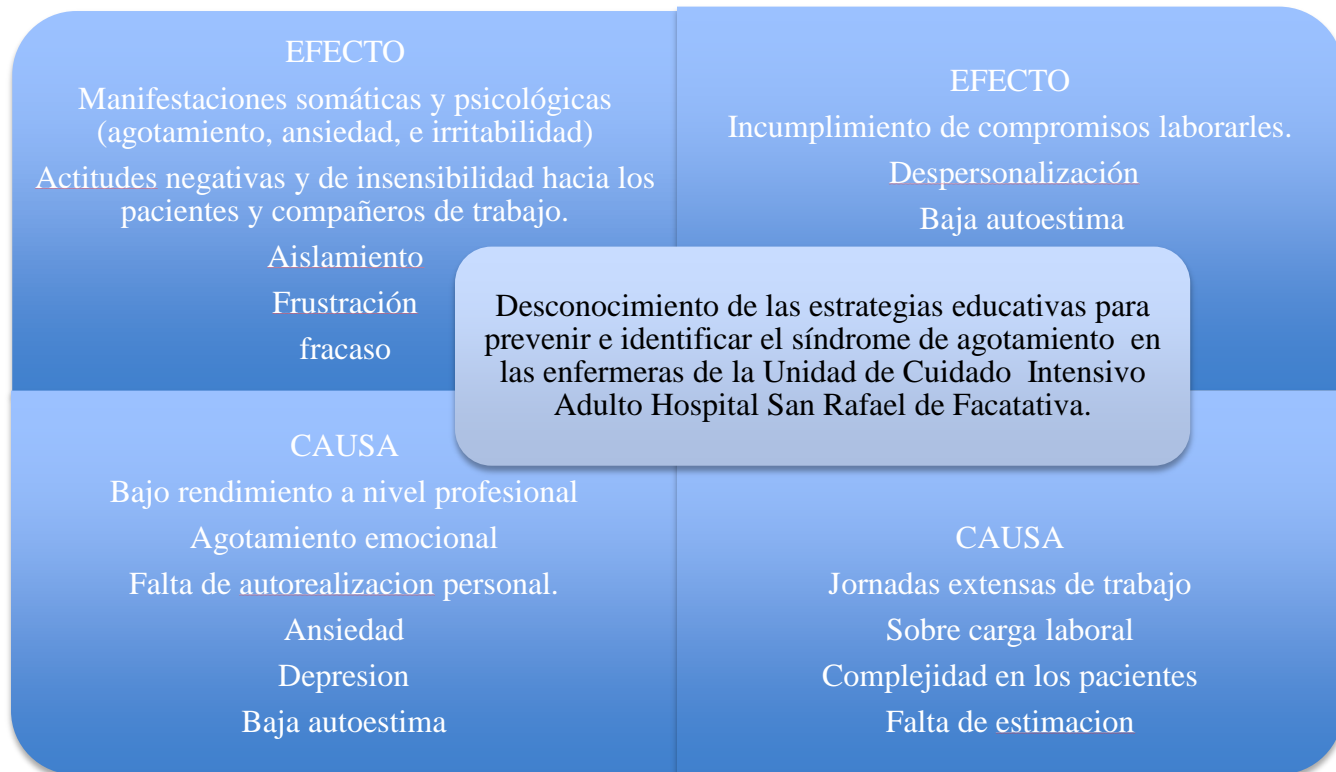 EFECTO
Manifestaciones somáticas y psicológicas
(agotamiento, ansiedad, e irritabilidad)
Actitudes negativas y de insensibilidad hacia los
pacientes y compañeros de trabajo.
Aislamiento
Frustración
fracaso
EFECTO
Incumplimiento de compromisos laborarles.
Despersonalización
Baja autoestima
Desconocimiento de las estrategias educativas para
prevenir e identificar el síndrome de agotamiento en
las enfermeras de la Unidad de Cuidado Intensivo
Adulto Hospital San Rafael de Facatativa.
CAUSA
Bajo rendimiento a nivel profesional
Agotamiento emocional
Falta de autorealizacion personal.
Ansiedad
Depresion
Baja autoestima
CAUSA
Jornadas extensas de trabajo
Sobre carga laboral
Complejidad en los pacientes
Falta de estimacion